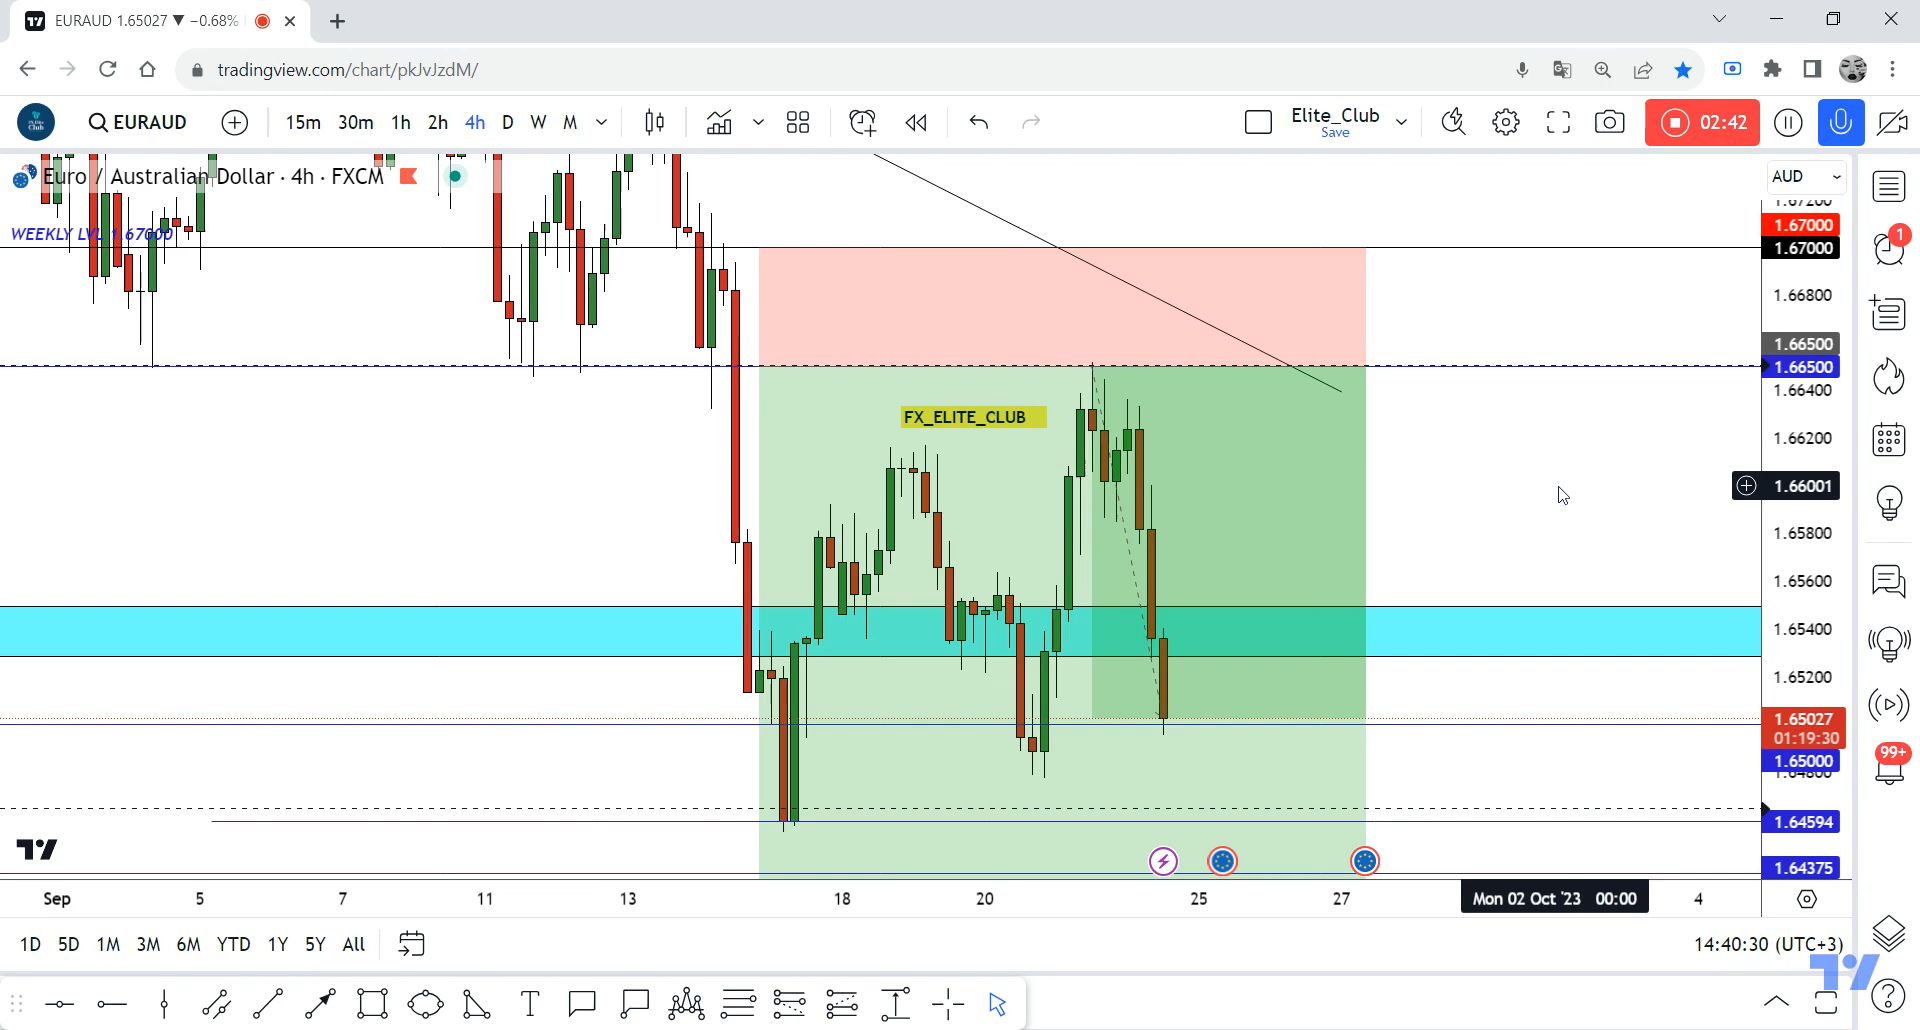 EURAUD 1.65027 ▼ −0.68%
tradingview.com/chart/pkJvJzdM/
EURAUD 15m 30m 1h 2h 4h D W M Elite_Club Save 02:42
Euro / Australian Dollar · 4h · FXCM
AUD
1.67200
WEEKLY LVL 1.67000
1.67000
1.67000
1.66800
1.66500
1.66500
1.66400
FX_ELITE_CLUB
1.66200
1.66001
1.65800
1.65600
1.65400
1.65200
1.65027
01:19:30
1.65000
1.64800
1.64594
1.64375
Sep 5 7 11 13 18 20 25 27 Mon 02 Oct '23 00:00 4
1D 5D 1M 3M 6M YTD 1Y 5Y All 14:40:30 (UTC+3)
1
99+